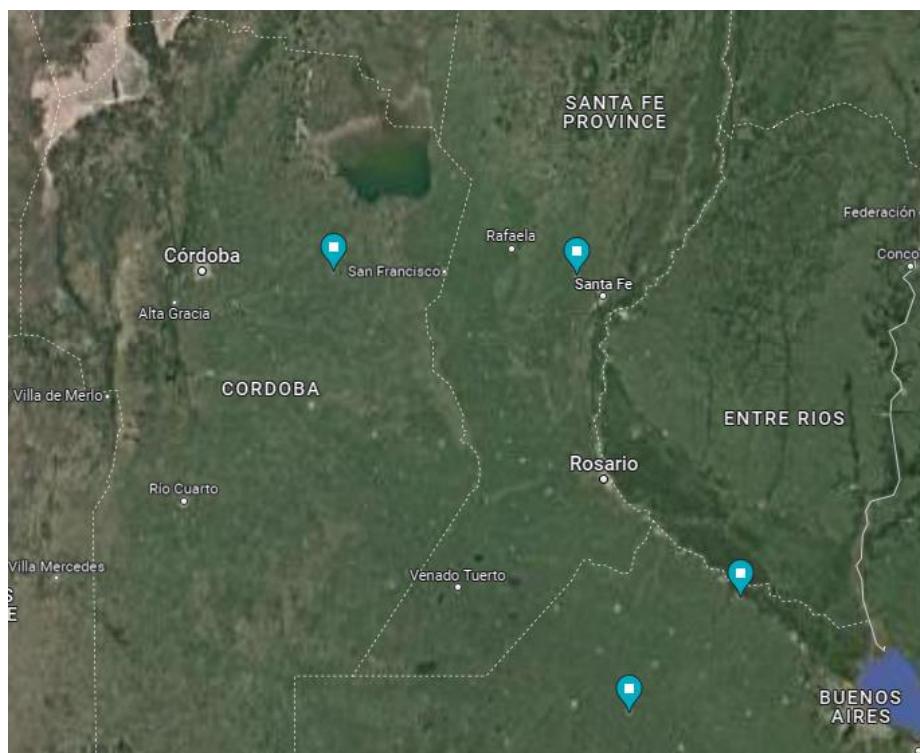 SANTA FE
PROVINCE
Federación
Rafaela
Conco
Córdoba
San Francisco
Santa Fe
Alta Gracia
CORDOBA
Villa de Merlo
ENTRE RIOS
Rosario
Río Cuarto
Villa Mercedes
Venado Tuerto
S
E
BUENOS
AIRES